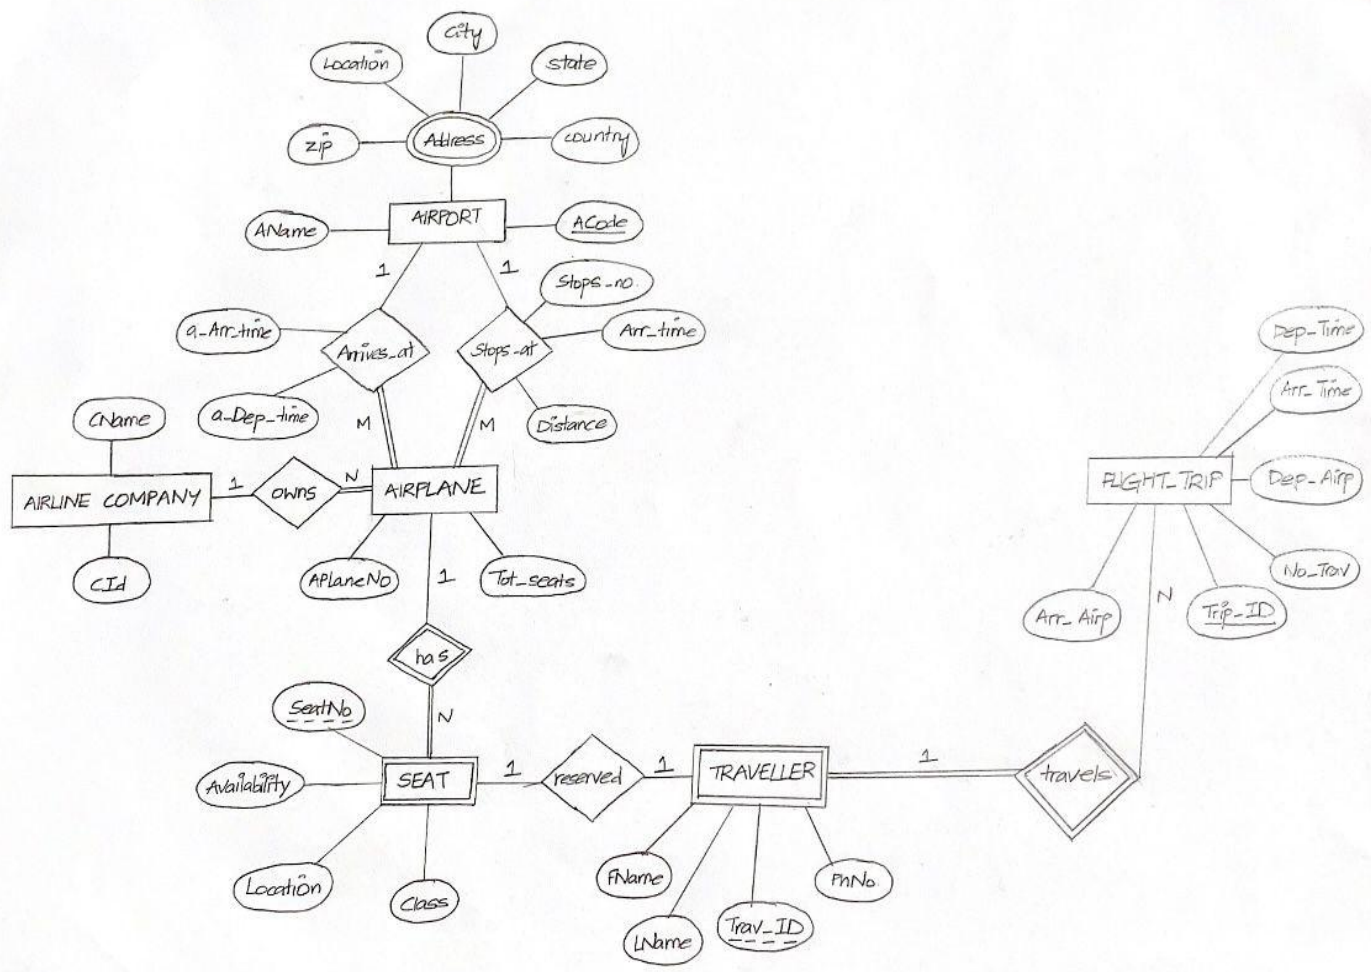 City
Location
state
zip
Address
country
AIRPORT
AName
ACode
1
1
Stops_no.
a_Arr_time
Arrives_at
Stops_at
Arr_time
a_Dep_time
M
M
Distance
CName
AIRLINE COMPANY
1
owns
N
AIRPLANE
CId
APlaneNo
1
Tot_seats
has
N
SeatNo
Availability
SEAT
1
reserved
1
TRAVELLER
1
travels
Location
Class
FName
LName
Trav_ID
PhNo
Dep_Time
Arr_Time
FLIGHT_TRIP
Dep_Airp
No_Trav
Trip_ID
Arr_Airp
N